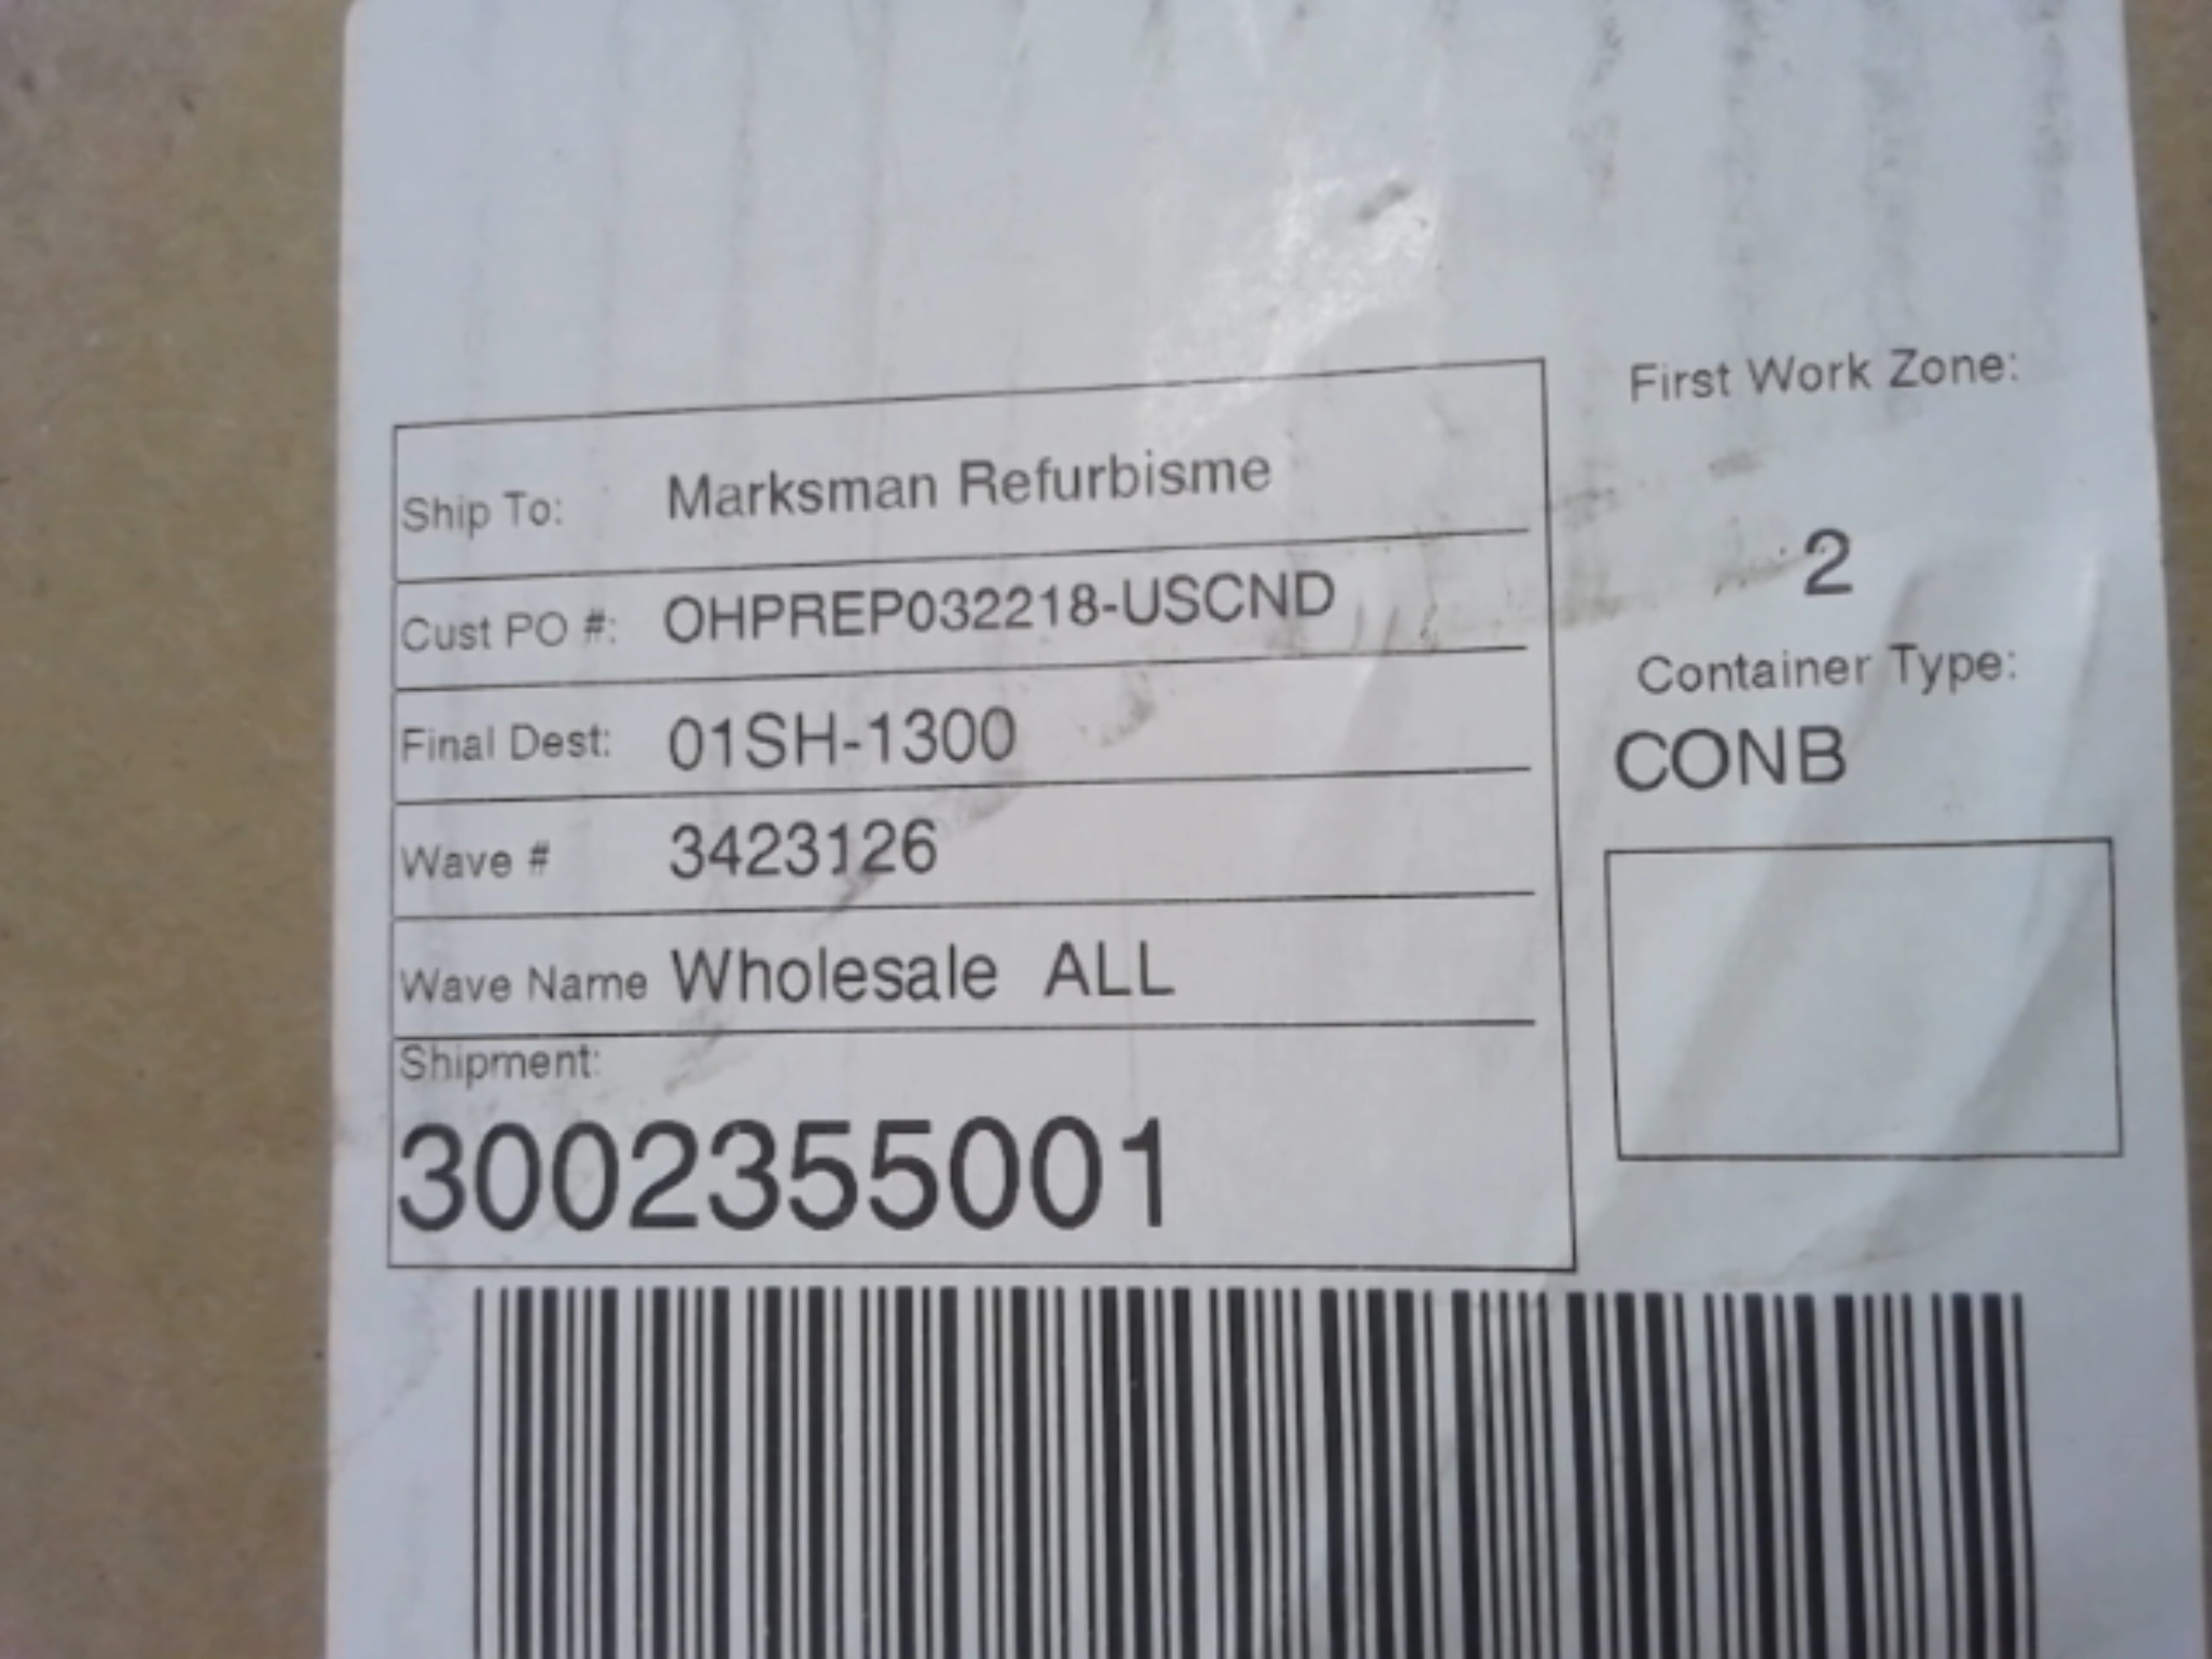 Ship To: Marksman Refurbisme
Cust PO #: OHPREP032218-USCND
Final Dest: 01SH-1300
Wave # 3423126
Wave Name Wholesale ALL
Shipment:
3002355001
First Work Zone:
2
Container Type:
CONB